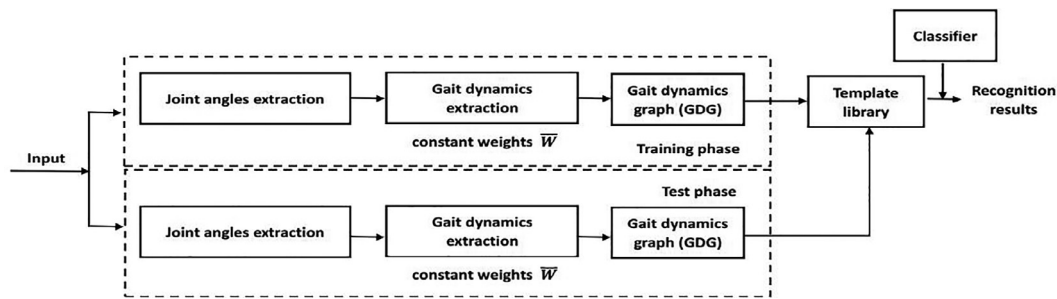 Classifier
Joint angles extraction
Gait dynamics
extraction
Gait dynamics
graph (GDG)
Template
library
Recognition
results
constant weights W̅
Training phase
Input
Test phase
Joint angles extraction
Gait dynamics
extraction
Gait dynamics
graph (GDG)
constant weights W̅